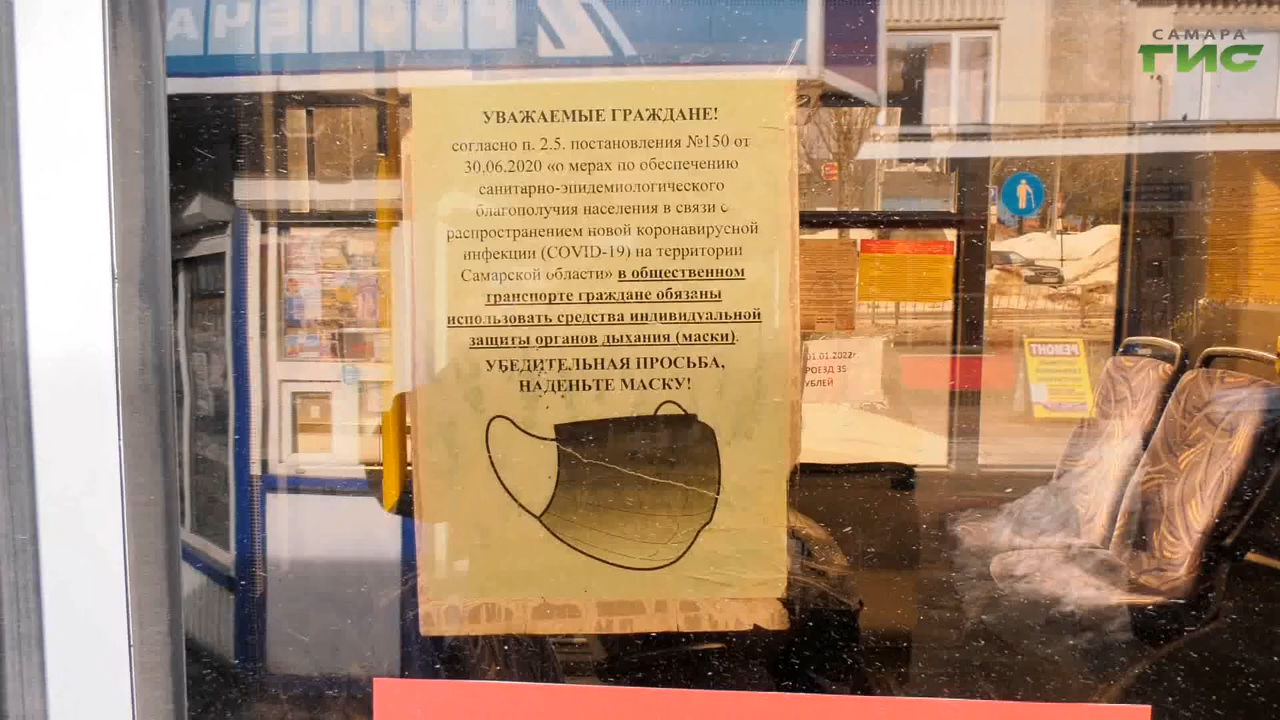 РОСПЕЧА
САМАРА
ГИС
УВАЖАЕМЫЕ ГРАЖДАНЕ!
согласно п. 2.5. постановления №150 от
30.06.2020 «о мерах по обеспечению
санитарно-эпидемиологического
благополучия населения в связи с
распространением новой коронавирусной
инфекции (COVID-19) на территории
Самарской области» в общественном
транспорте граждане обязаны
использовать средства индивидуальной
защиты органов дыхания (маски).
УБЕДИТЕЛЬНАЯ ПРОСЬБА,
НАДЕНЬТЕ МАСКУ!
01.01.2022г
РОЕЗД 35
УБЛЕЙ
РЕМОНТ